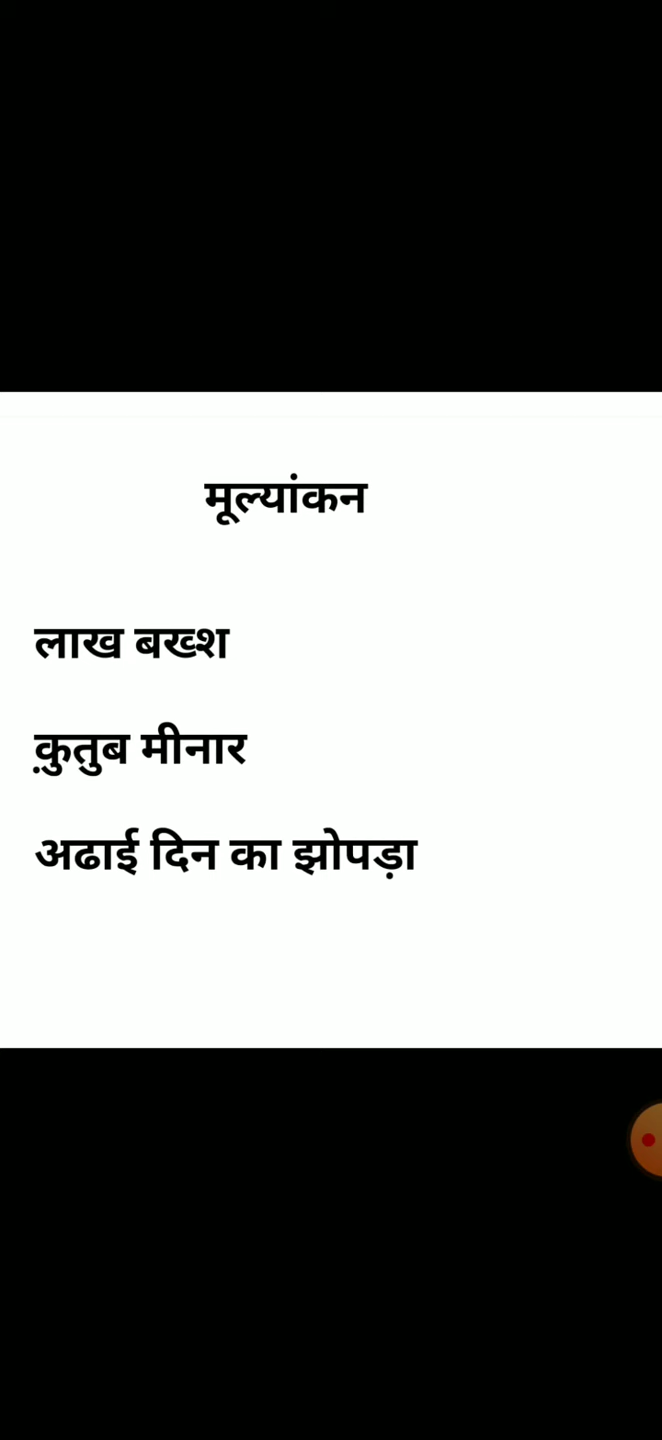 मूल्यांकन
लाख बख्श
क़ुतुब मीनार
अढाई दिन का झोपड़ा